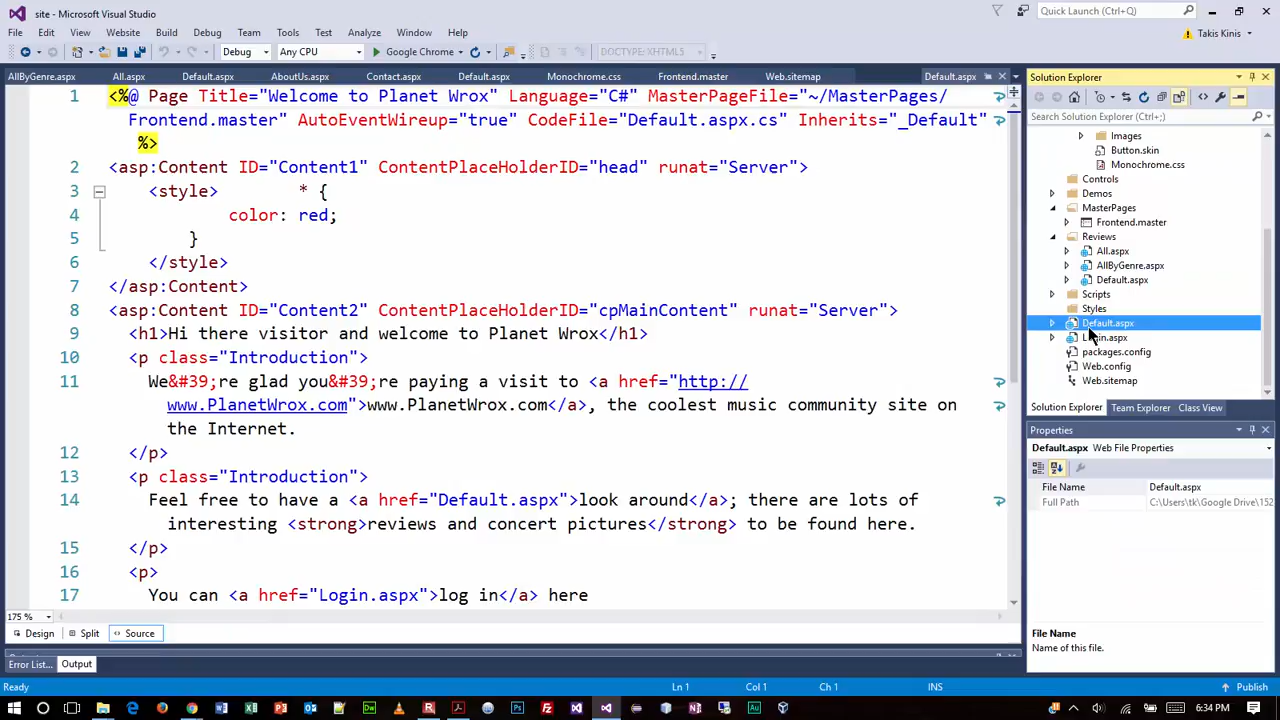 site - Microsoft Visual Studio
Quick Launch (Ctrl+Q)
File Edit View Website Build Debug Team Tools Test Analyze Window Help
Takis Kinis
Debug Any CPU Google Chrome DOCTYPE: XHTML5
AllByGenre.aspx All.aspx Default.aspx AboutUs.aspx Contact.aspx Default.aspx Monochrome.css Frontend.master Web.sitemap Default.aspx
1 <%@ Page Title="Welcome to Planet Wrox" Language="C#" MasterPageFile="~/MasterPages/
Frontend.master" AutoEventWireup="true" CodeFile="Default.aspx.cs" Inherits="_Default"
%>
2 <asp:Content ID="Content1" ContentPlaceHolderID="head" runat="Server">
3 <style> * {
4 color: red;
5 }
6 </style>
7 </asp:Content>
8 <asp:Content ID="Content2" ContentPlaceHolderID="cpMainContent" runat="Server">
9 <h1>Hi there visitor and welcome to Planet Wrox</h1>
10 <p class="Introduction">
11 We&#39;re glad you&#39;re paying a visit to <a href="http://
www.PlanetWrox.com">www.PlanetWrox.com</a>, the coolest music community site on
the Internet.
12 </p>
13 <p class="Introduction">
14 Feel free to have a <a href="Default.aspx">look around</a>; there are lots of
interesting <strong>reviews and concert pictures</strong> to be found here.
15 </p>
16 <p>
17 You can <a href="Login.aspx">log in</a> here
175 %
Design Split Source
Error List... Output
Ready Ln 1 Col 1 Ch 1 INS Publish
Solution Explorer
Search Solution Explorer (Ctrl+;)
Images
Button.skin
Monochrome.css
Controls
Demos
MasterPages
Frontend.master
Reviews
All.aspx
AllByGenre.aspx
Default.aspx
Scripts
Styles
Default.aspx
.aspx
packages.config
Web.config
Web.sitemap
Solution Explorer Team Explorer Class View
Properties
Default.aspx Web File Properties
File Name Default.aspx
Full Path C:\Users\tk\Google Drive\152
File Name
Name of this file.
6:34 PM